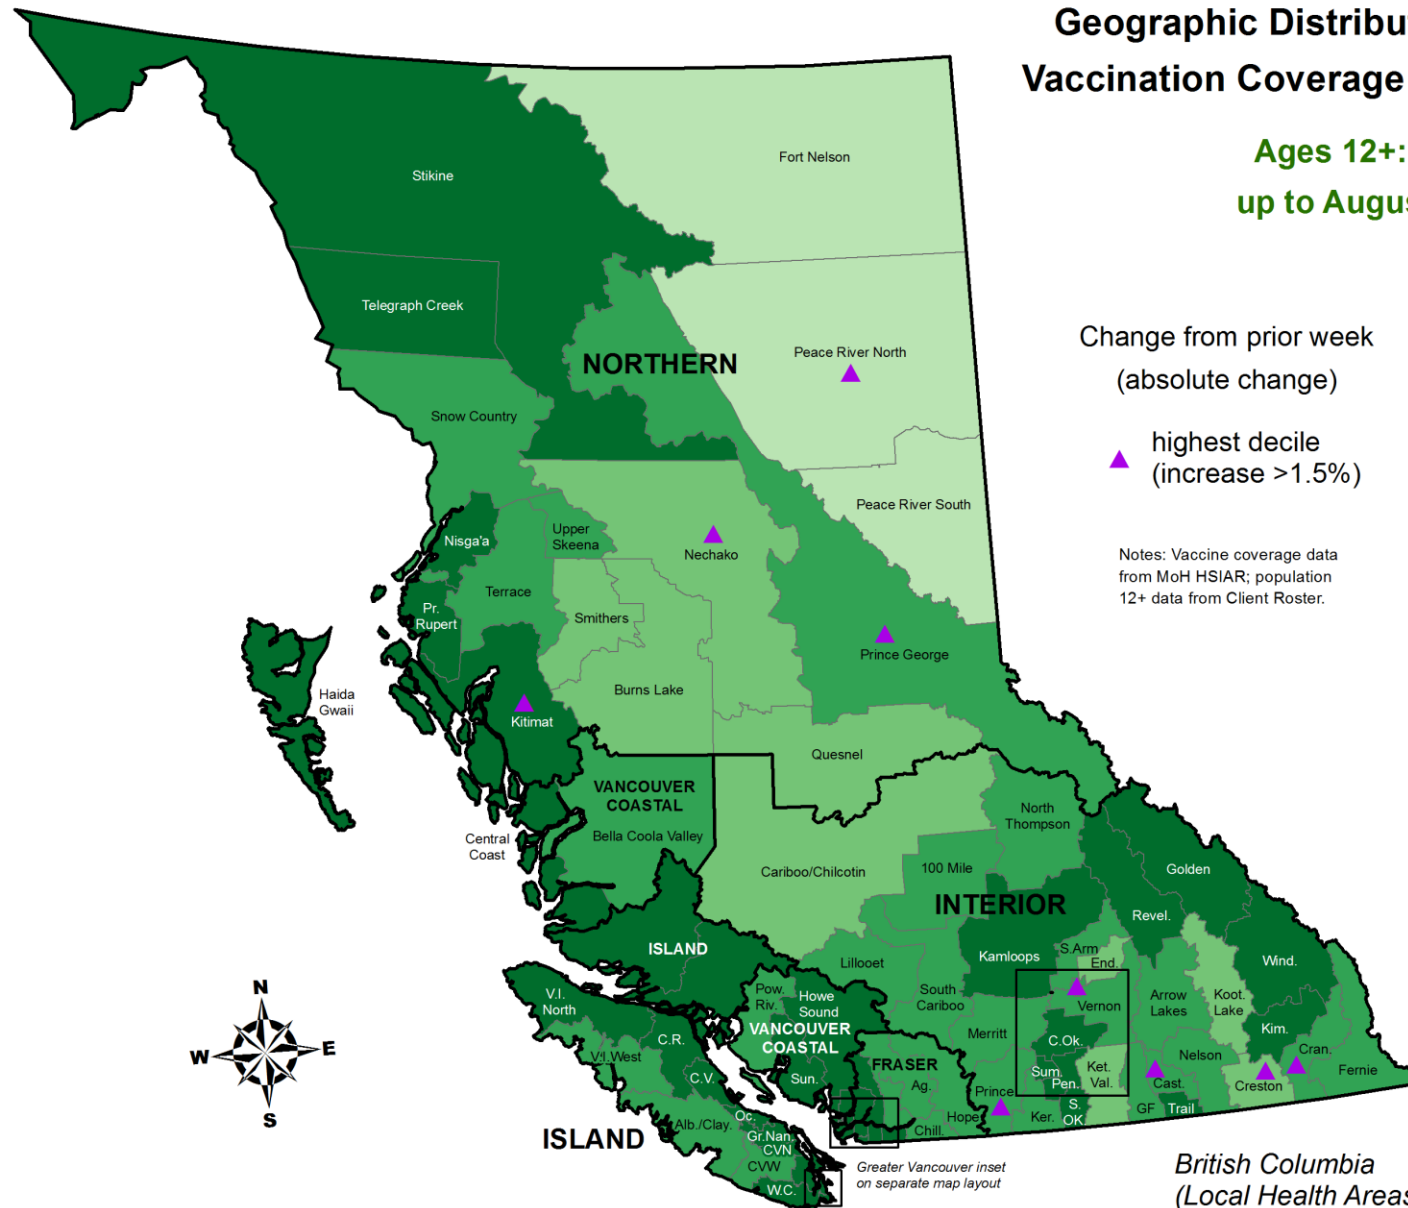 Geographic Distribu
Vaccination Coverage
Ages 12+:
up to Augus
Change from prior week
(absolute change)
highest decile
(increase >1.5%)
Notes: Vaccine coverage data
from MoH HSIAR; population
12+ data from Client Roster.
Fort Nelson
Stikine
Telegraph Creek
Peace River North
NORTHERN
Snow Country
Peace River South
Nisga'a
Upper
Skeena
Nechako
Terrace
Pr.
Rupert
Smithers
Prince George
Haida
Gwaii
Kitimat
Burns Lake
Quesnel
VANCOUVER
COASTAL
Bella Coola Valley
Central
Coast
North
Thompson
Cariboo/Chilcotin
100 Mile
Golden
INTERIOR
Revel.
ISLAND
Kamloops
S.Arm
End.
Lillooet
Wind.
V.I.
North
Pow.
Riv.
Howe
Sound
South
Cariboo
Vernon
Arrow
Lakes
Koot.
Lake
VANCOUVER
COASTAL
Merritt
C.Ok.
Kim.
C.R.
V.I.West
FRASER
Nelson
Cran.
Fernie
C.V.
Sun.
Ag.
Sum.
Pen.
Ket.
Val.
Cast.
Creston
Prince.
Hope
Ker.
S.
OK
GF
Trail
Chill.
Oc.
Alb./Clay.
Gr.Nan.
CVN
CVW
W.C.
ISLAND
N
W
E
S
Greater Vancouver inset
on separate map layout
British Columbia
(Local Health Areas